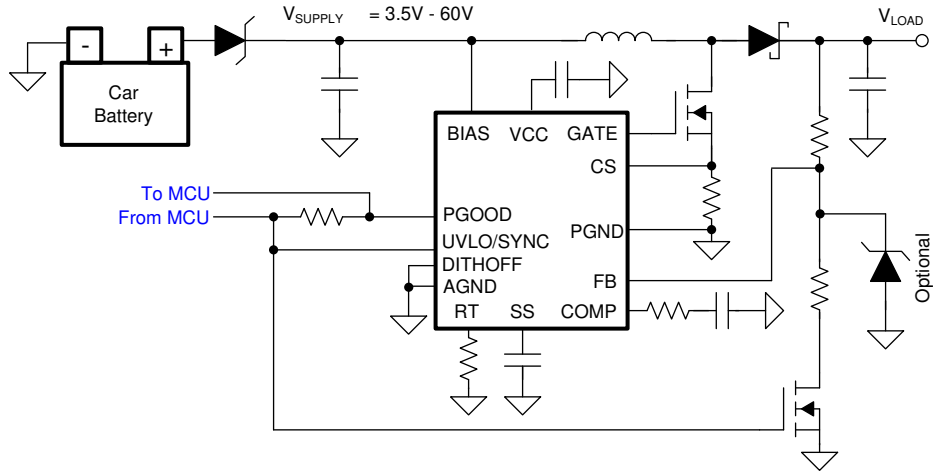 V_SUPPLY = 3.5V - 60V
V_LOAD
- +
Car
Battery
BIAS VCC GATE
CS
To MCU
From MCU
PGOOD
PGND
UVLO/SYNC
DITHOFF
AGND
FB
RT SS COMP
Optional